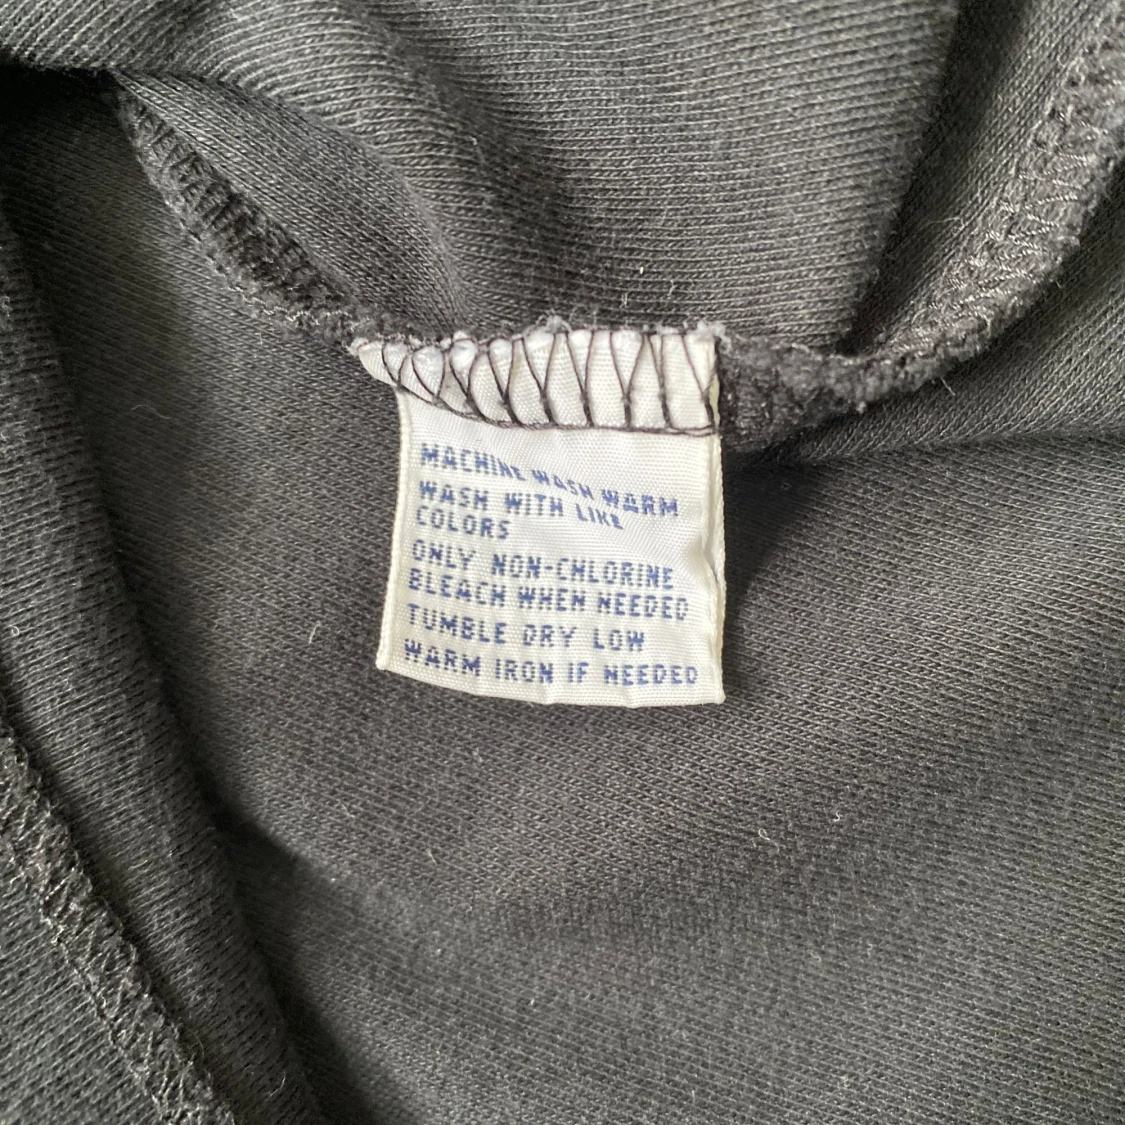 MACHINE WASH WARM
WASH WITH LIKE
COLORS
ONLY NON-CHLORINE
BLEACH WHEN NEEDED
TUMBLE DRY LOW
WARM IRON IF NEEDED